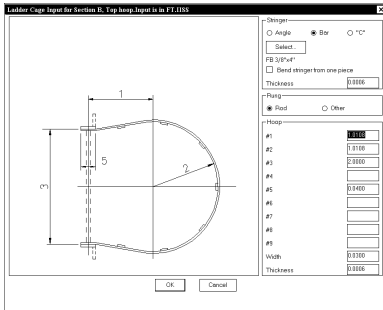 Ladder Cage Input for Section B, Top hoop.Input is in FT.IISS
Stringer
Angle
Bar
"C"
Select..
FB 3/8"x4"
Bend stringer from one piece
Thickness
0.0006
Rung
Rod
Other
Hoop
#1
1.0108
#2
1.0108
#3
2.0000
#4
#5
0.0400
#6
#7
#8
#9
Width
0.0300
Thickness
0.0006
1
2
3
5
OK
Cancel